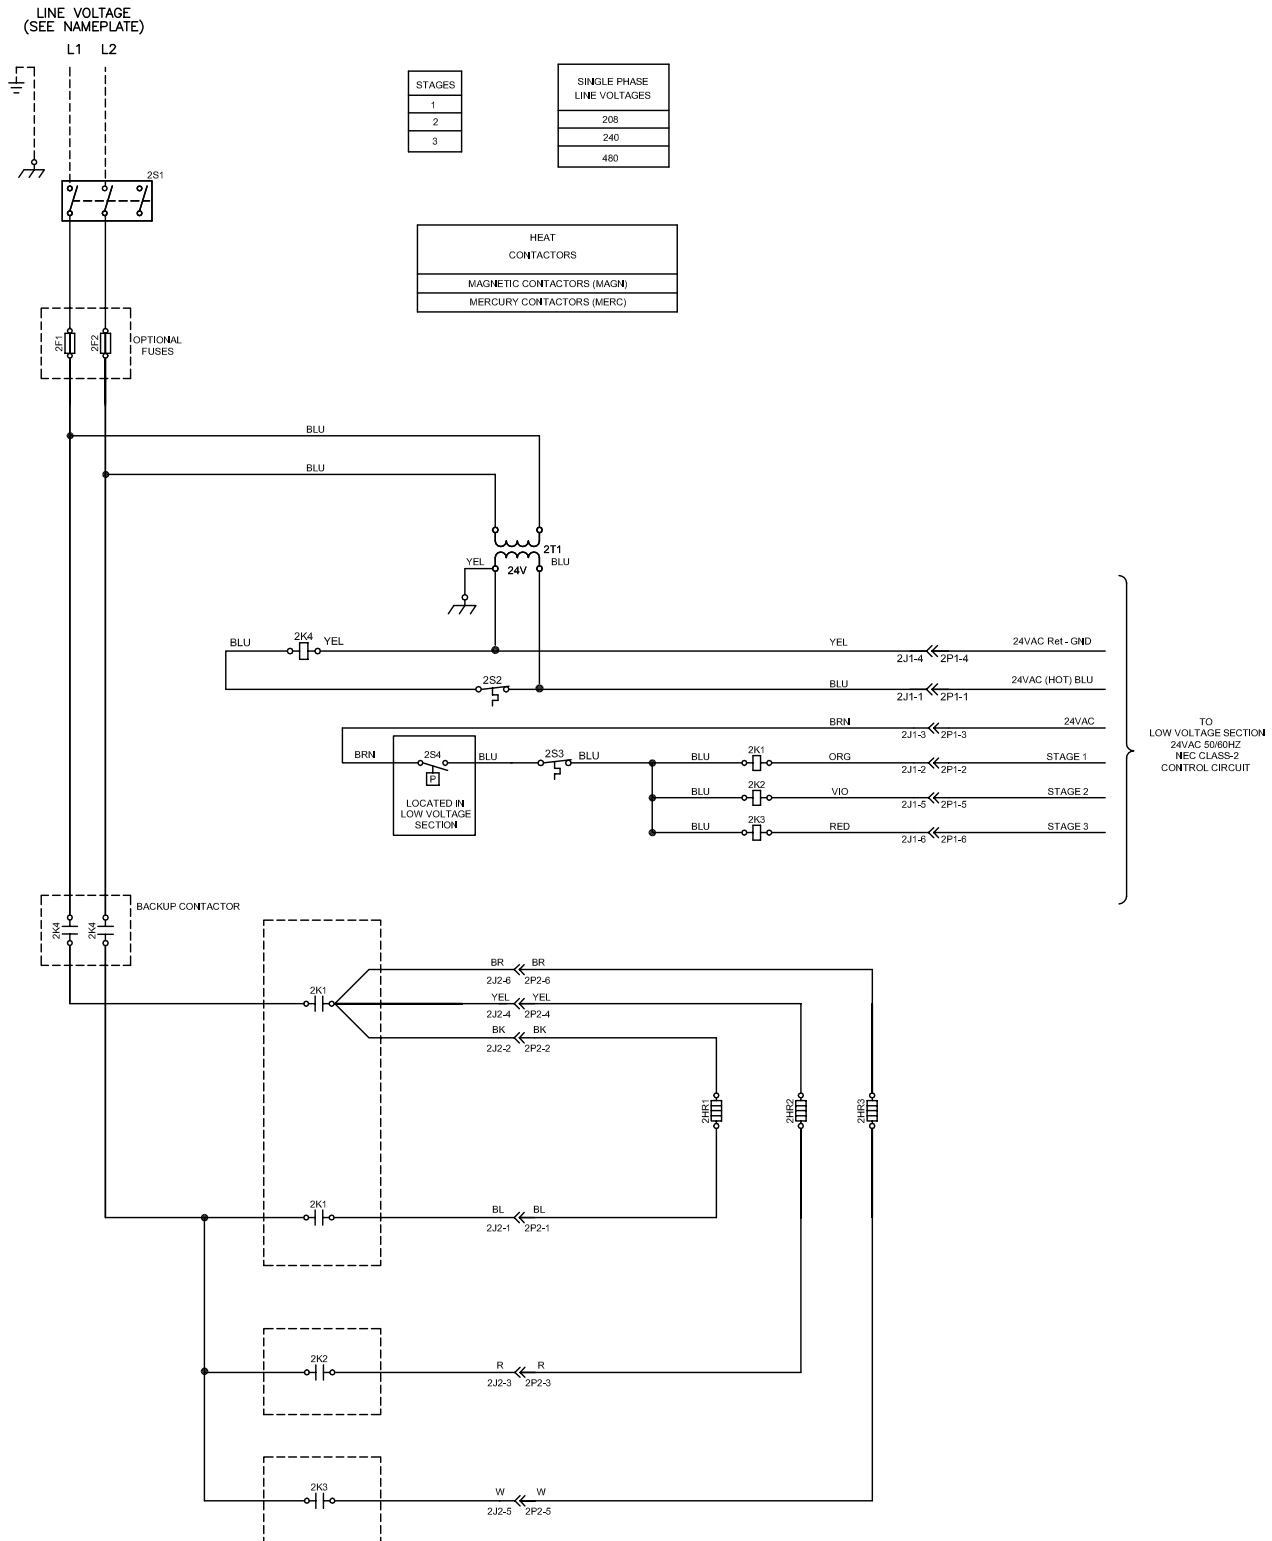 LINE VOLTAGE
(SEE NAMEPLATE)
L1 L2
STAGES
1
2
3
SINGLE PHASE
LINE VOLTAGES
208
240
480
2S1
HEAT
CONTACTORS
MAGNETIC CONTACTORS (MAGN)
MERCURY CONTACTORS (MERC)
2F1
2F2
OPTIONAL
FUSES
BLU
BLU
2T1
YEL
24V
BLU
BLU
2K4
YEL
YEL
2J1-4 2P1-4
24VAC Ret - GND
2S2
BLU
2J1-1 2P1-1
24VAC (HOT) BLU
BRN
2J1-3 2P1-3
24VAC
BRN
2S4
P
LOCATED IN
LOW VOLTAGE
SECTION
BLU
2S3
BLU
BLU
2K1
ORG
2J1-2 2P1-2
STAGE 1
BLU
2K2
VIO
2J1-5 2P1-5
STAGE 2
BLU
2K3
RED
2J1-6 2P1-6
STAGE 3
TO
LOW VOLTAGE SECTION
24VAC 50/60HZ
NEC CLASS-2
CONTROL CIRCUIT
BACKUP CONTACTOR
2K4
2K4
2K1
BR BR
2J2-6 2P2-6
YEL YEL
2J2-4 2P2-4
BK BK
2J2-2 2P2-2
2HR1
2HR2
2HR3
2K1
BL BL
2J2-1 2P2-1
2K2
R R
2J2-3 2P2-3
2K3
W W
2J2-5 2P2-5